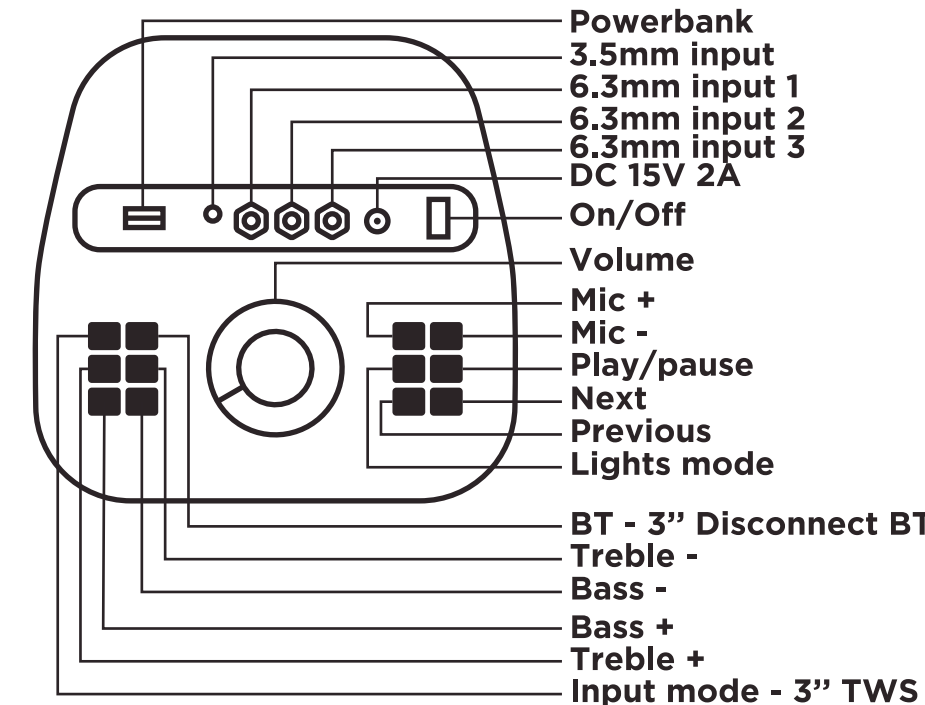 Powerbank
3.5mm input
6.3mm input 1
6.3mm input 2
6.3mm input 3
DC 15V 2A
On/Off
Volume
Mic +
Mic -
Play/pause
Next
Previous
Lights mode
BT - 3’’ Disconnect BT
Treble -
Bass -
Bass +
Treble +
Input mode - 3’’ TWS